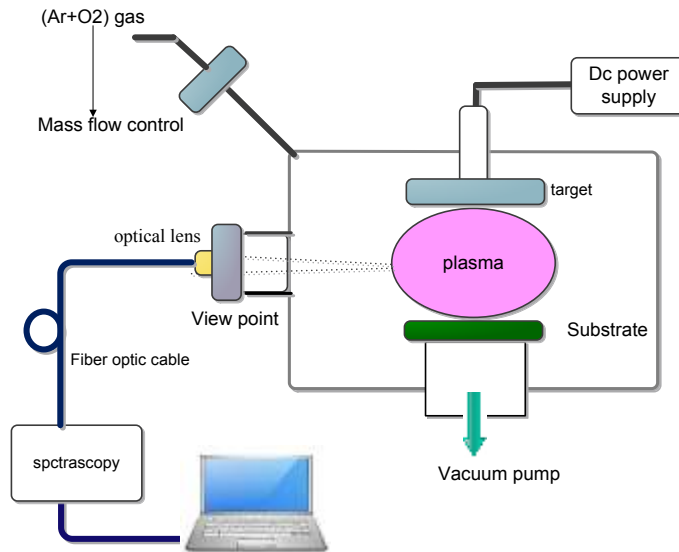 (Ar+O2) gas
Mass flow control
Dc power
supply
target
optical lens
plasma
View point
Substrate
Fiber optic cable
spctrascopy
Vacuum pump